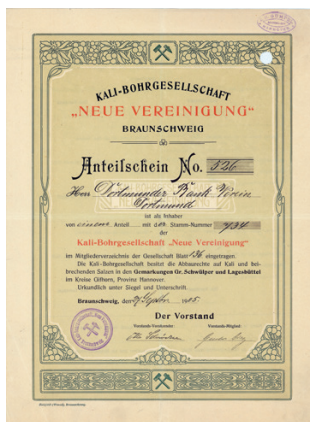 KALI-BOHRGESELLSCHAFT
„NEUE VEREINIGUNG“
BRAUNSCHWEIG
Anteilschein No. 526
Herr Dortmunder Bank Verein
Dortmund
ist als Inhaber
von einem Anteil mit der Stamm-Nummer 734
der
Kali-Bohrgesellschaft „Neue Vereinigung“
im Mitgliederverzeichnis der Gesellschaft Blatt 136 eingetragen.
Die Kali-Bohrgesellschaft besitzt die Abbaurechte auf Kali und bei-
brechenden Salzen in den Gemarkungen Gr. Schwülper und Lagesbüttel
im Kreise Gifhorn, Provinz Hannover.
Urkundlich unter Siegel und Unterschrift
Braunschweig, den
Der Vorstand
Vorstands-Vorsitzender: Vorstands-Mitglied: